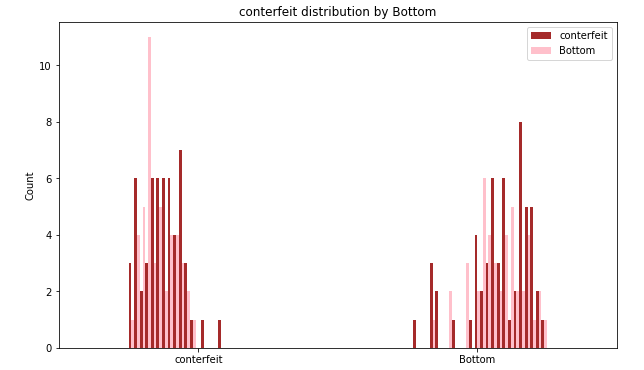 conterfeit distribution by Bottom
conterfeit
Bottom
Count
10
8
6
4
2
0
conterfeit
Bottom